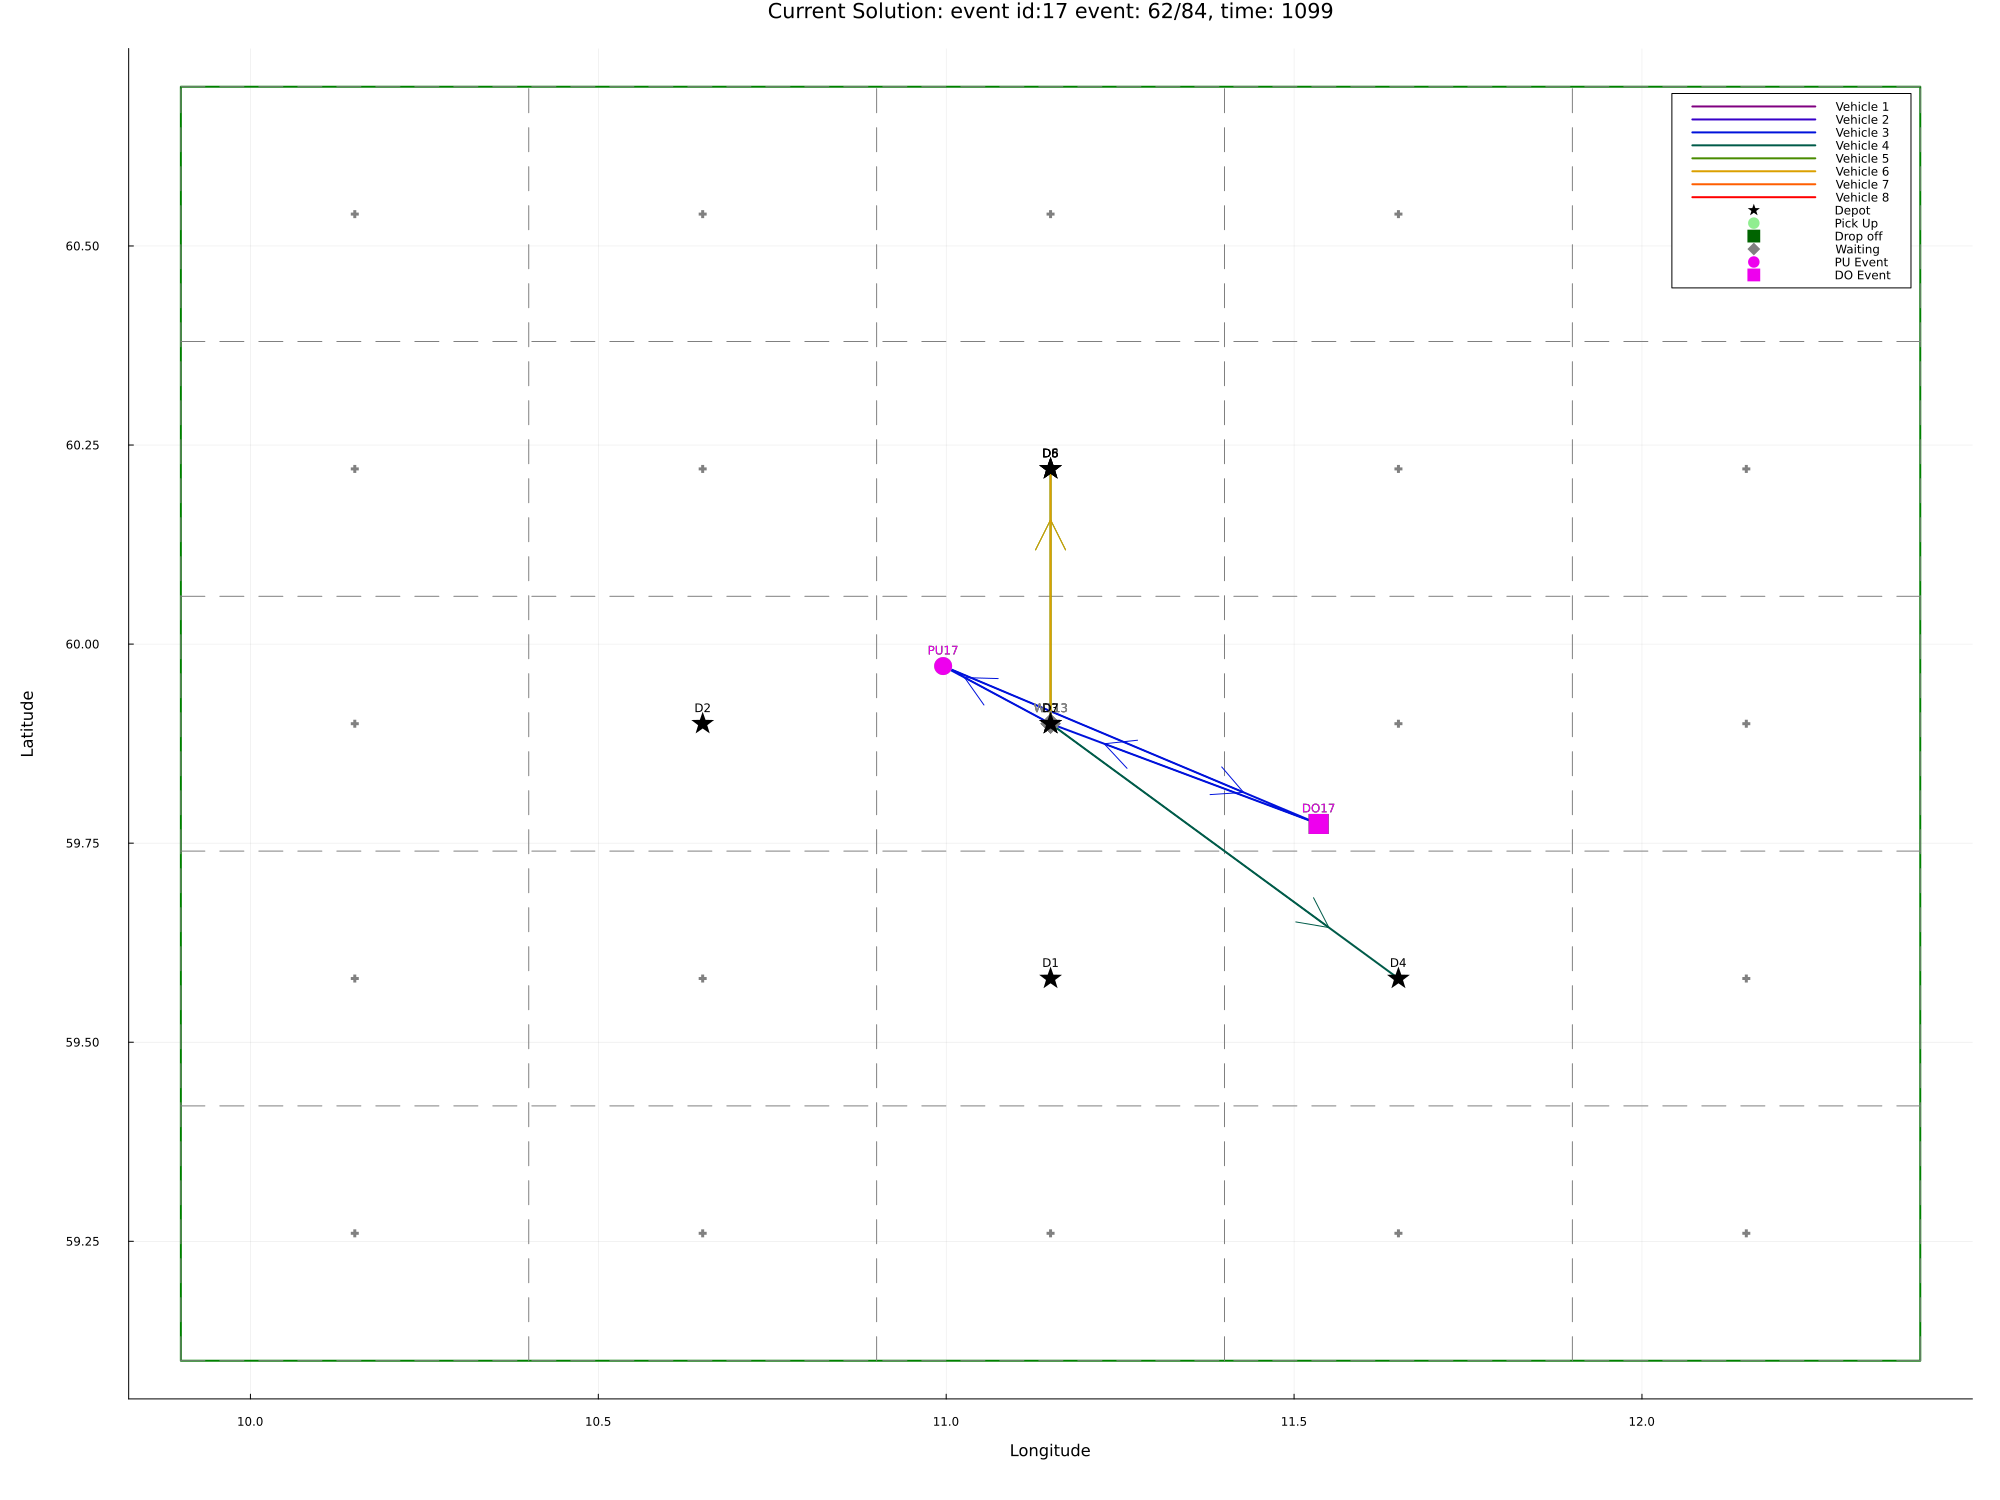 Current Solution: event id:17 event: 62/84, time: 1099
Vehicle 1
Vehicle 2
Vehicle 3
Vehicle 4
Vehicle 5
Vehicle 6
Vehicle 7
Vehicle 8
Depot
Pick Up
Drop off
Waiting
PU Event
DO Event
60.50
60.25
60.00
PU17
D2
DO17
59.75
D1
D4
59.50
59.25
Latitude
10.0
10.5
11.0
11.5
12.0
Longitude